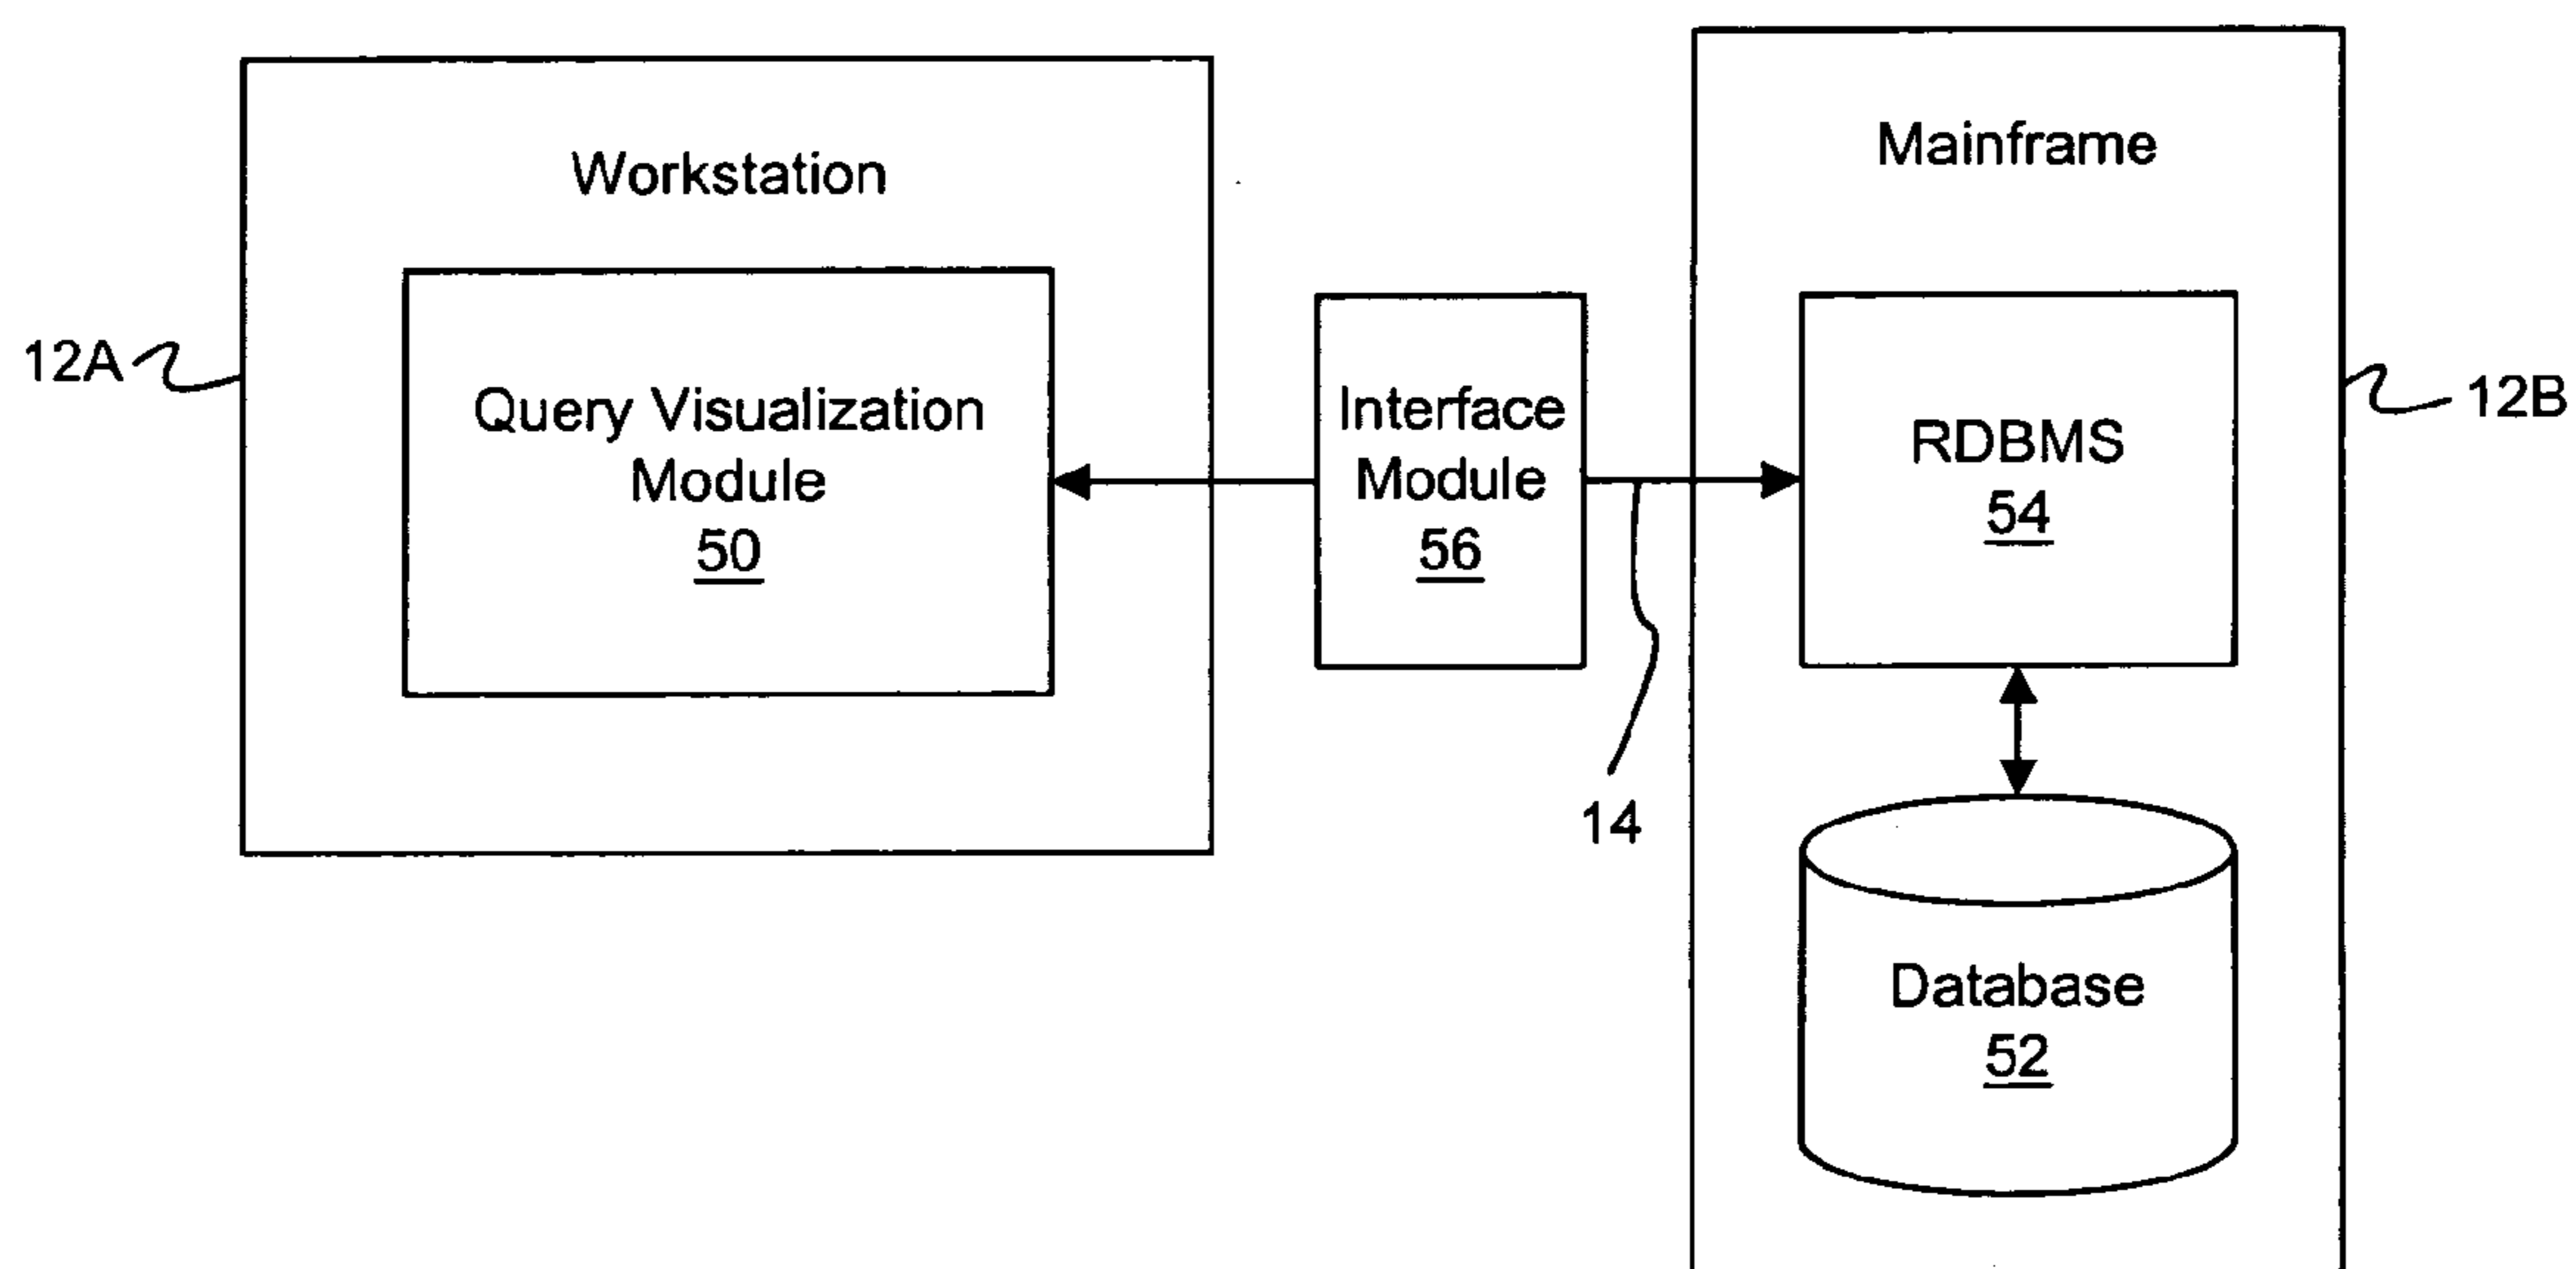 Workstation
Mainframe
12A
Query Visualization
Module
50
Interface
Module
56
RDBMS
54
12B
14
Database
52